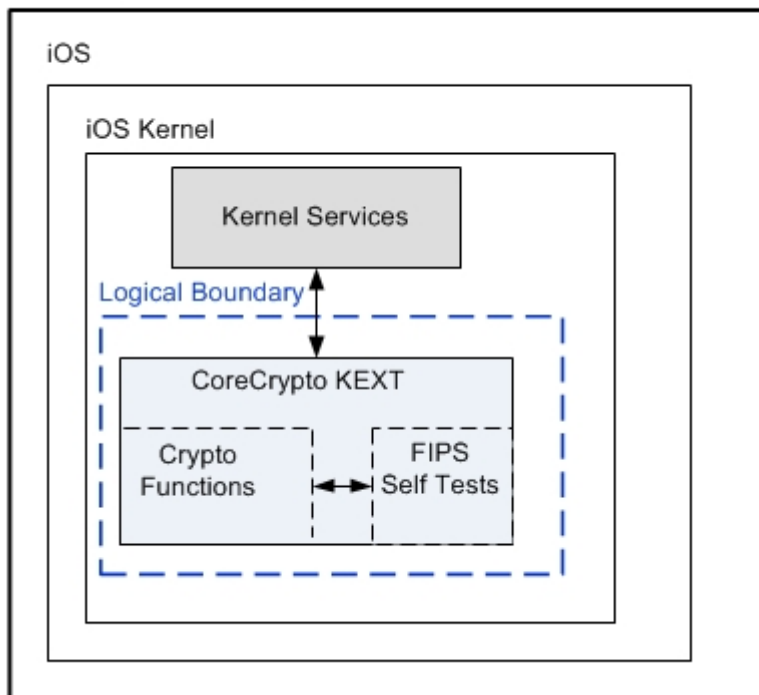 iOS
iOS Kernel
Kernel Services
Logical Boundary
CoreCrypto KEXT
Crypto
Functions
FIPS
Self Tests